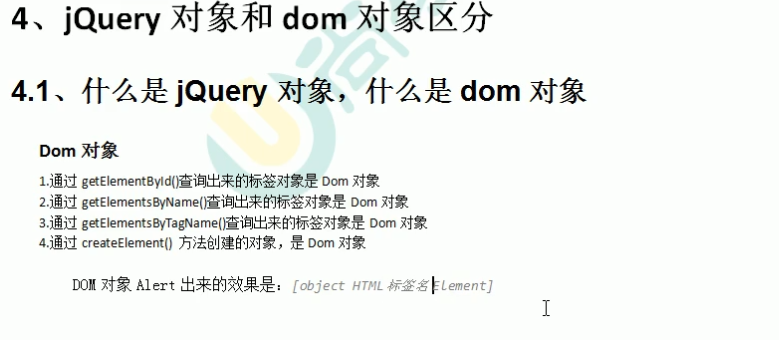 4、jQuery 对象和 dom 对象区分
4.1、什么是 jQuery 对象，什么是 dom 对象
Dom 对象
1.通过 getElementById()查询出来的标签对象是 Dom 对象
2.通过 getElementsByName()查询出来的标签对象是 Dom 对象
3.通过 getElementsByTagName()查询出来的标签对象是 Dom 对象
4.通过 createElement() 方法创建的对象，是 Dom 对象
DOM 对象 Alert 出来的效果是：[object HTML 标签名 Element]